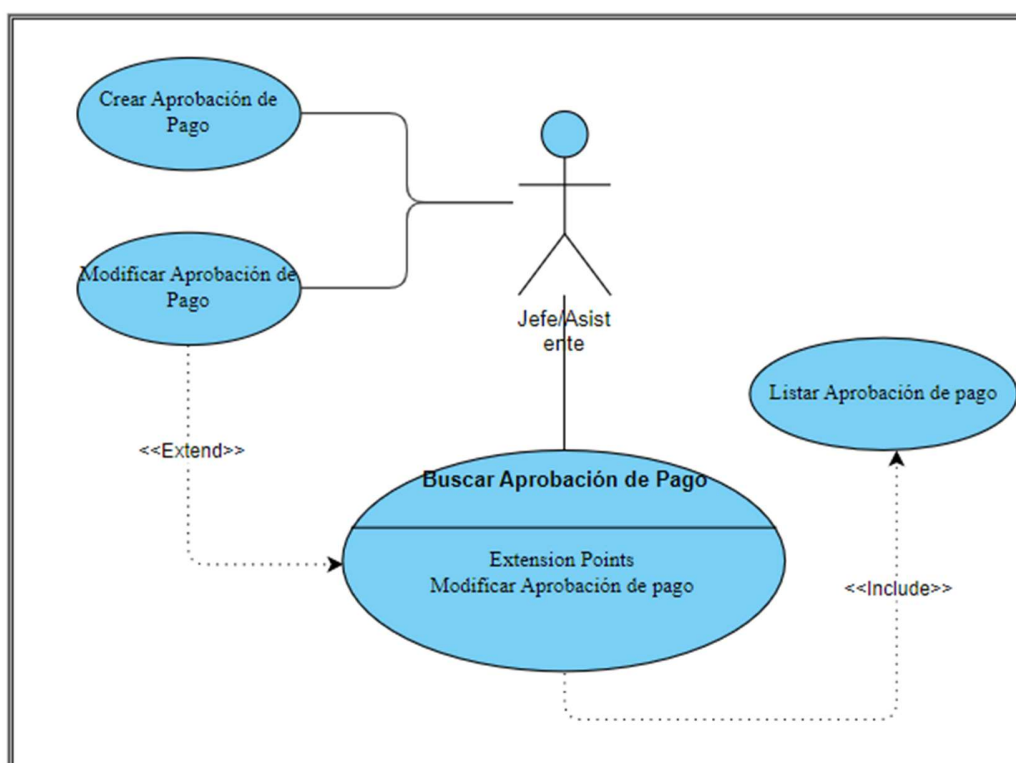 Crear Aprobación de
Pago
Modificar Aprobación de
Pago
Jefe/Asist
ente
Listar Aprobación de pago
<<Extend>>
Buscar Aprobación de Pago
Extension Points
Modificar Aprobación de pago
<<Include>>